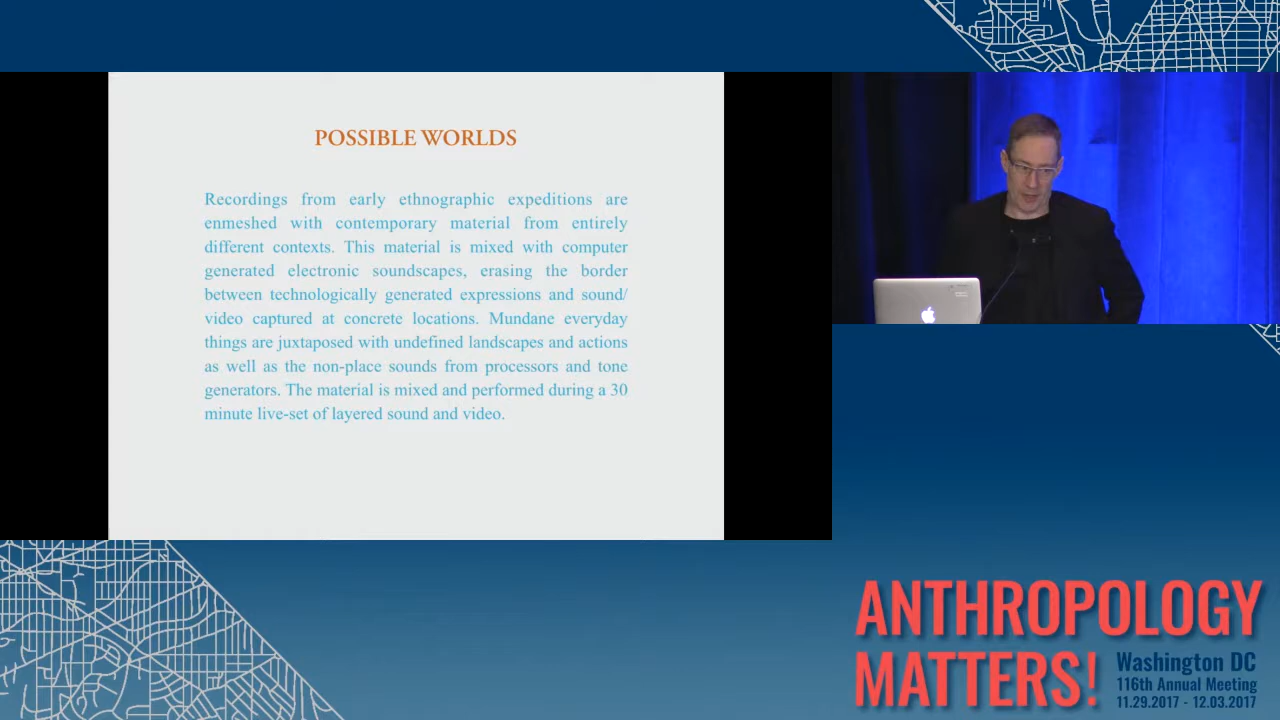 POSSIBLE WORLDS
Recordings from early ethnographic expeditions are
enmeshed with contemporary material from entirely
different contexts. This material is mixed with computer
generated electronic soundscapes, erasing the border
between technologically generated expressions and sound/
video captured at concrete locations. Mundane everyday
things are juxtaposed with undefined landscapes and actions
as well as the non-place sounds from processors and tone
generators. The material is mixed and performed during a 30
minute live-set of layered sound and video.
ANTHROPOLOGY
MATTERS!
Washington DC
116th Annual Meeting
11.29.2017 - 12.03.2017